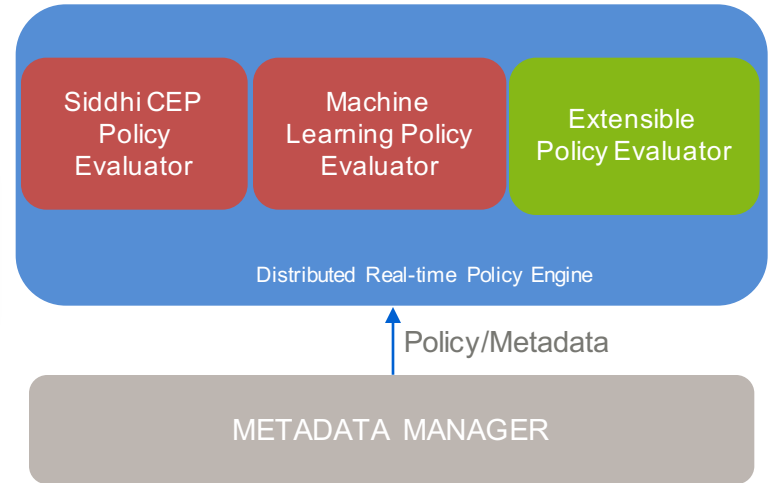 Siddhi CEP
Policy
Evaluator
Machine
Learning Policy
Evaluator
Extensible
Policy Evaluator
Distributed Real-time Policy Engine
Policy/Metadata
METADATA MANAGER